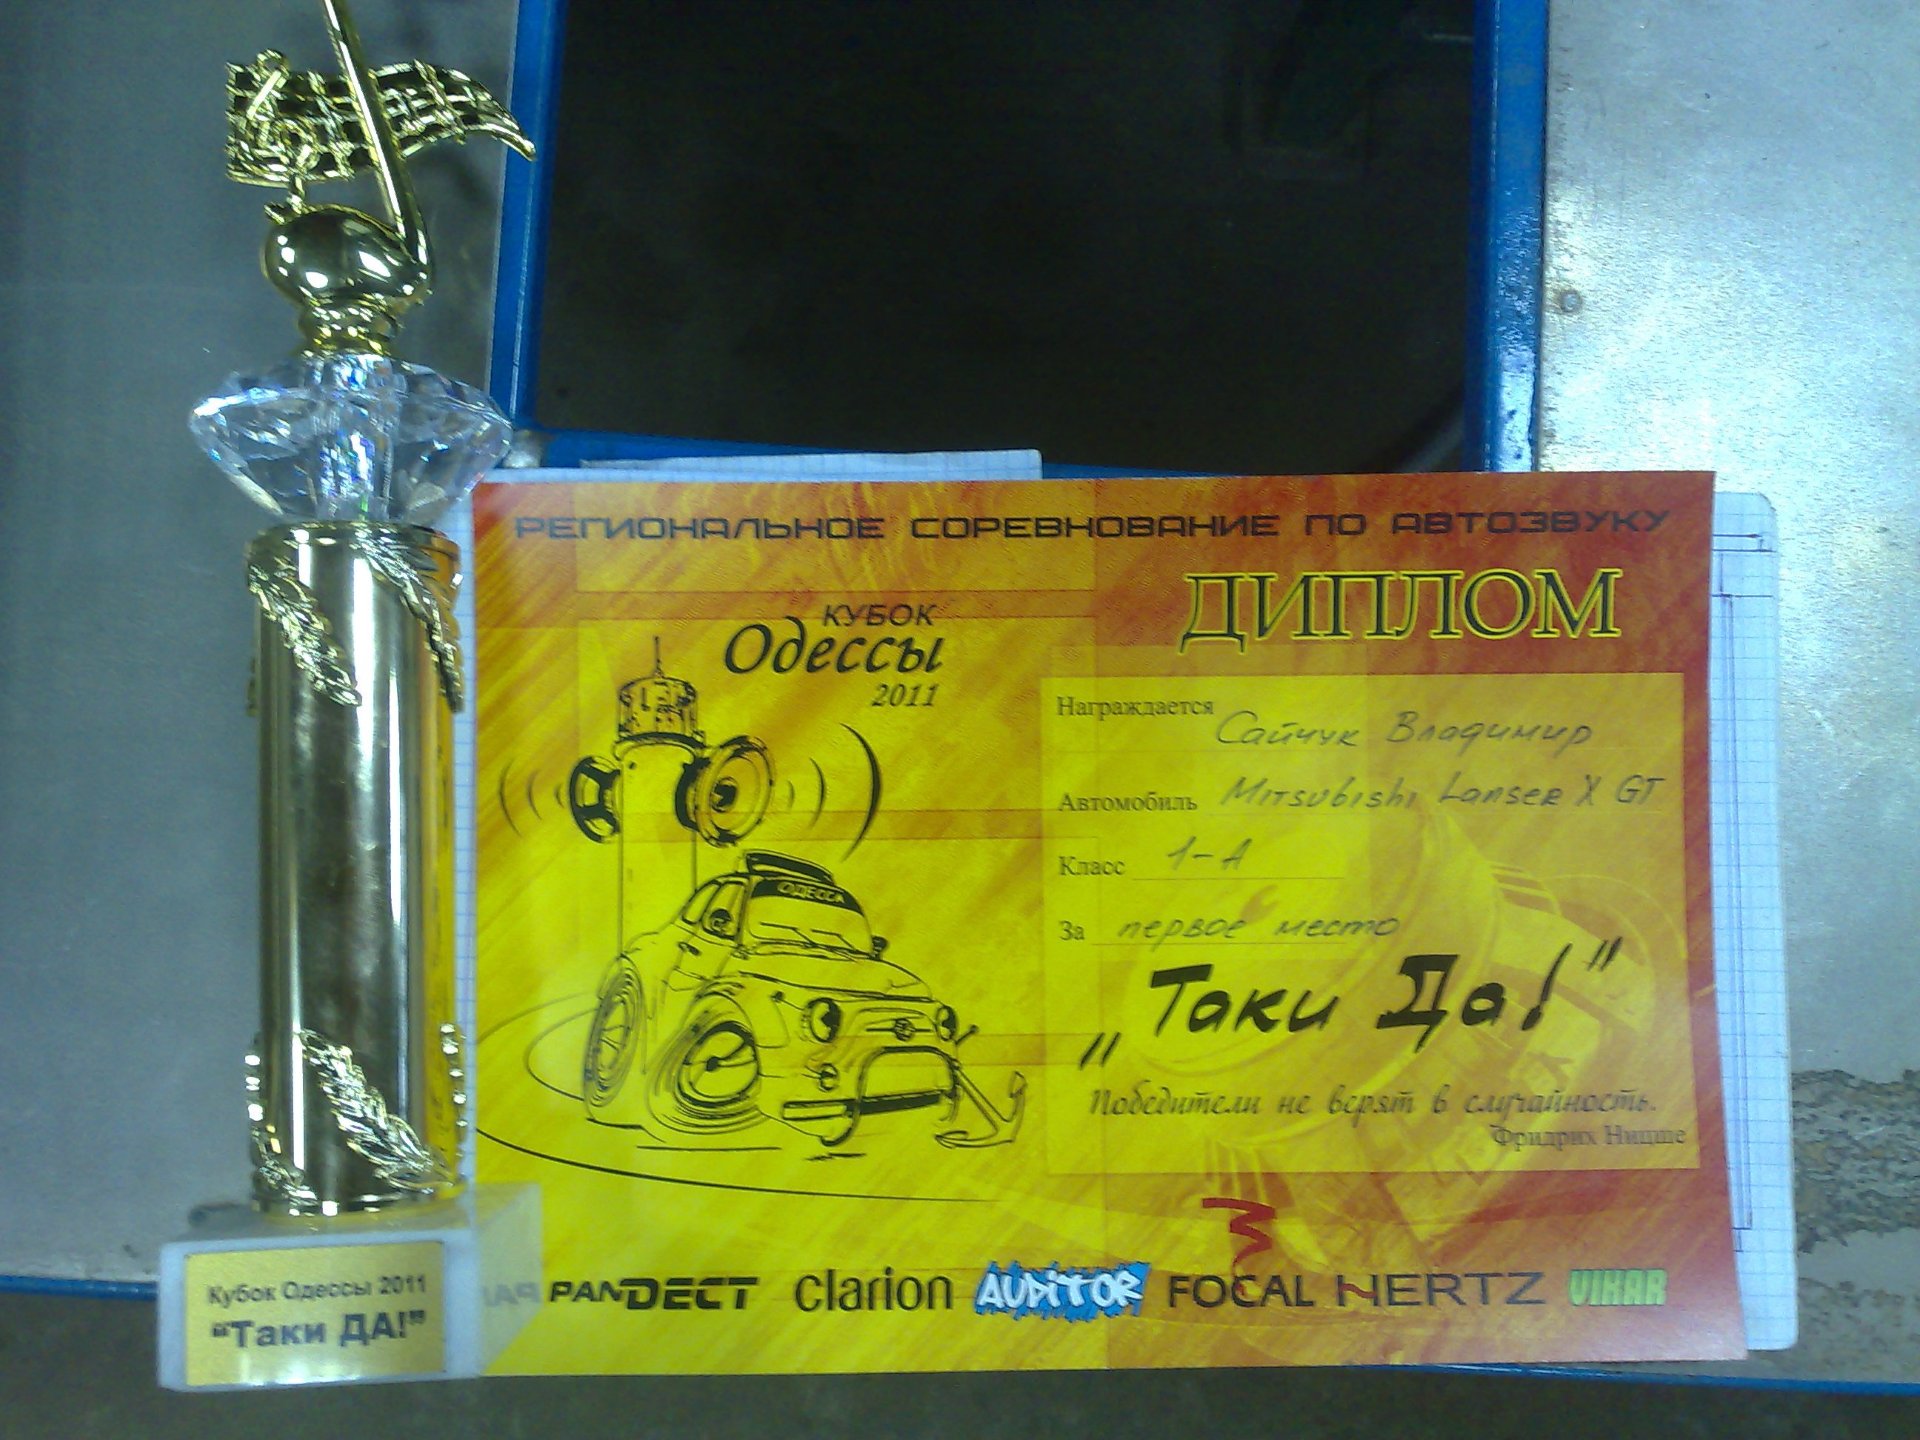 РЕГИОНАЛЬНОЕ СОРЕВНОВАНИЕ ПО АВТОЗВУКУ
ДИПЛОМ
КУБОК
Одессы
2011
ОДЕССА
Награждается Сайчук Владимир
Автомобиль Mitsubishi Lanser X GT
Класс 1-А
За первое место
„Таки Да!”
Победители не верят в случайность.
Фридрих Ницше
PANDECT clarion AUDITOR FOCAL HERTZ VIKAR
Кубок Одессы 2011
“Таки ДА!”